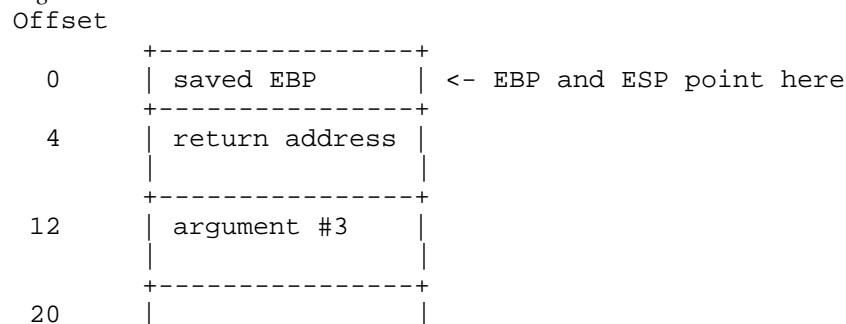 Offset
+----------------+
0 | saved EBP | <- EBP and ESP point here
+----------------+
4 | return address |
| |
+----------------+
12 | argument #3 |
| |
+----------------+
20 | |